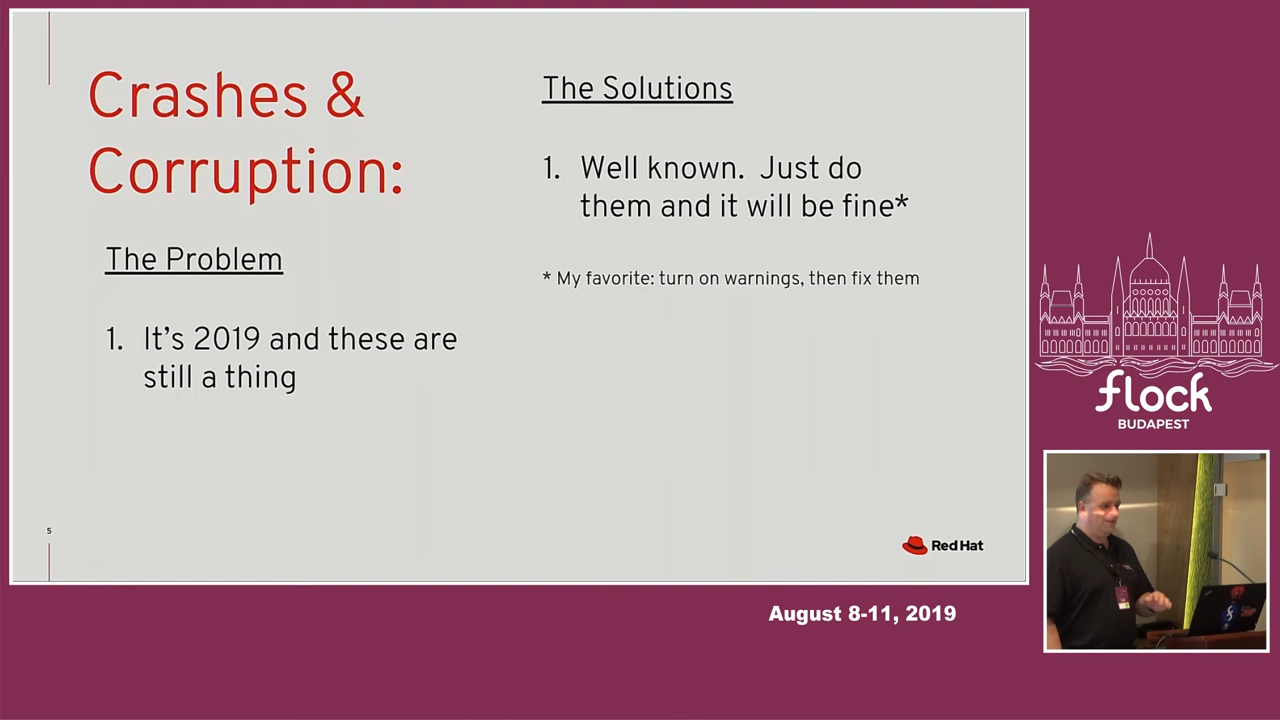 Crashes &
Corruption:
The Problem
1. It’s 2019 and these are
still a thing
The Solutions
1. Well known.  Just do
them and it will be fine*
* My favorite: turn on warnings, then fix them
5
Red Hat
flock
BUDAPEST
August 8-11, 2019